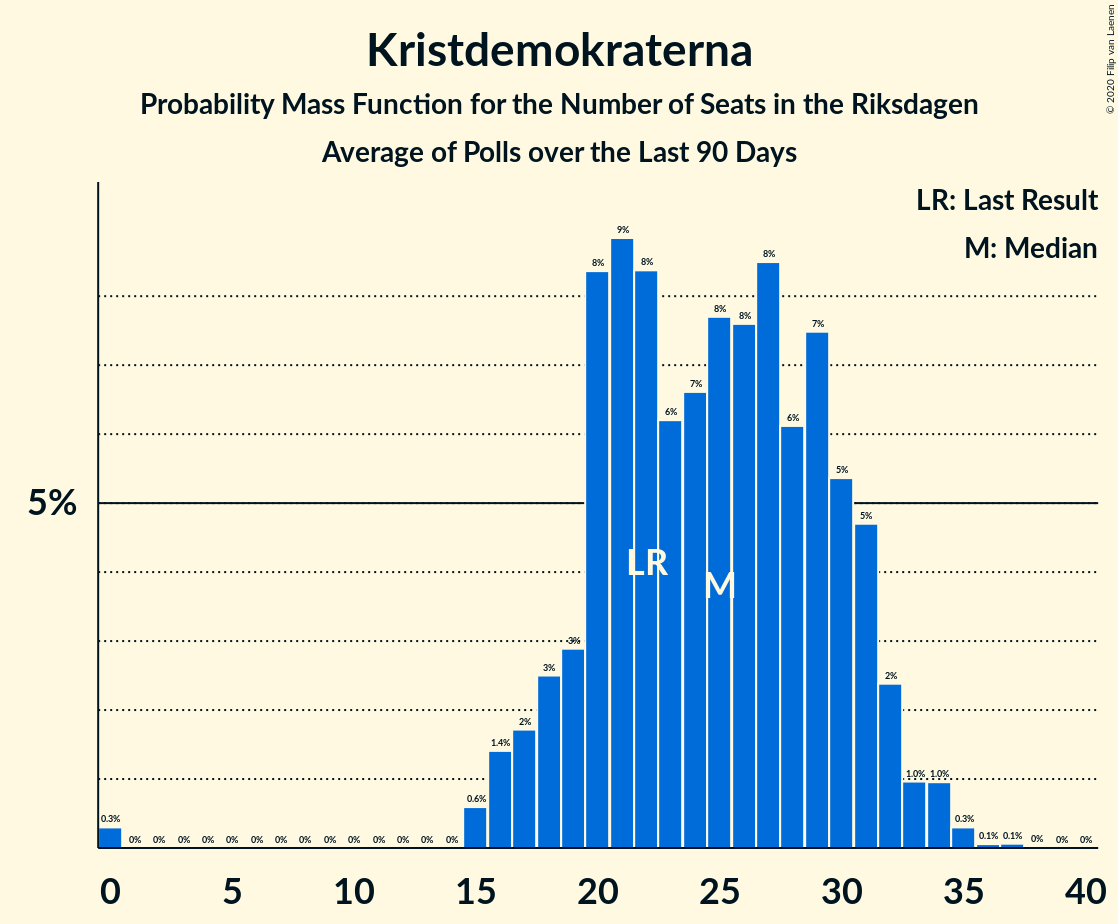 Kristdemokraterna
Probability Mass Function for the Number of Seats in the Riksdagen
Average of Polls over the Last 90 Days
© 2020 Filip van Laenen
LR: Last Result
M: Median
5%
0.3% 0% 0% 0% 0% 0% 0% 0% 0% 0% 0% 0% 0% 0% 0% 0.6% 1.4% 2% 3% 3% 8% 9% 8% 6% 7% 8% 8% 8% 6% 7% 5% 5% 2% 1.0% 1.0% 0.3% 0.1% 0.1% 0% 0% 0%
LR
M
0 5 10 15 20 25 30 35 40